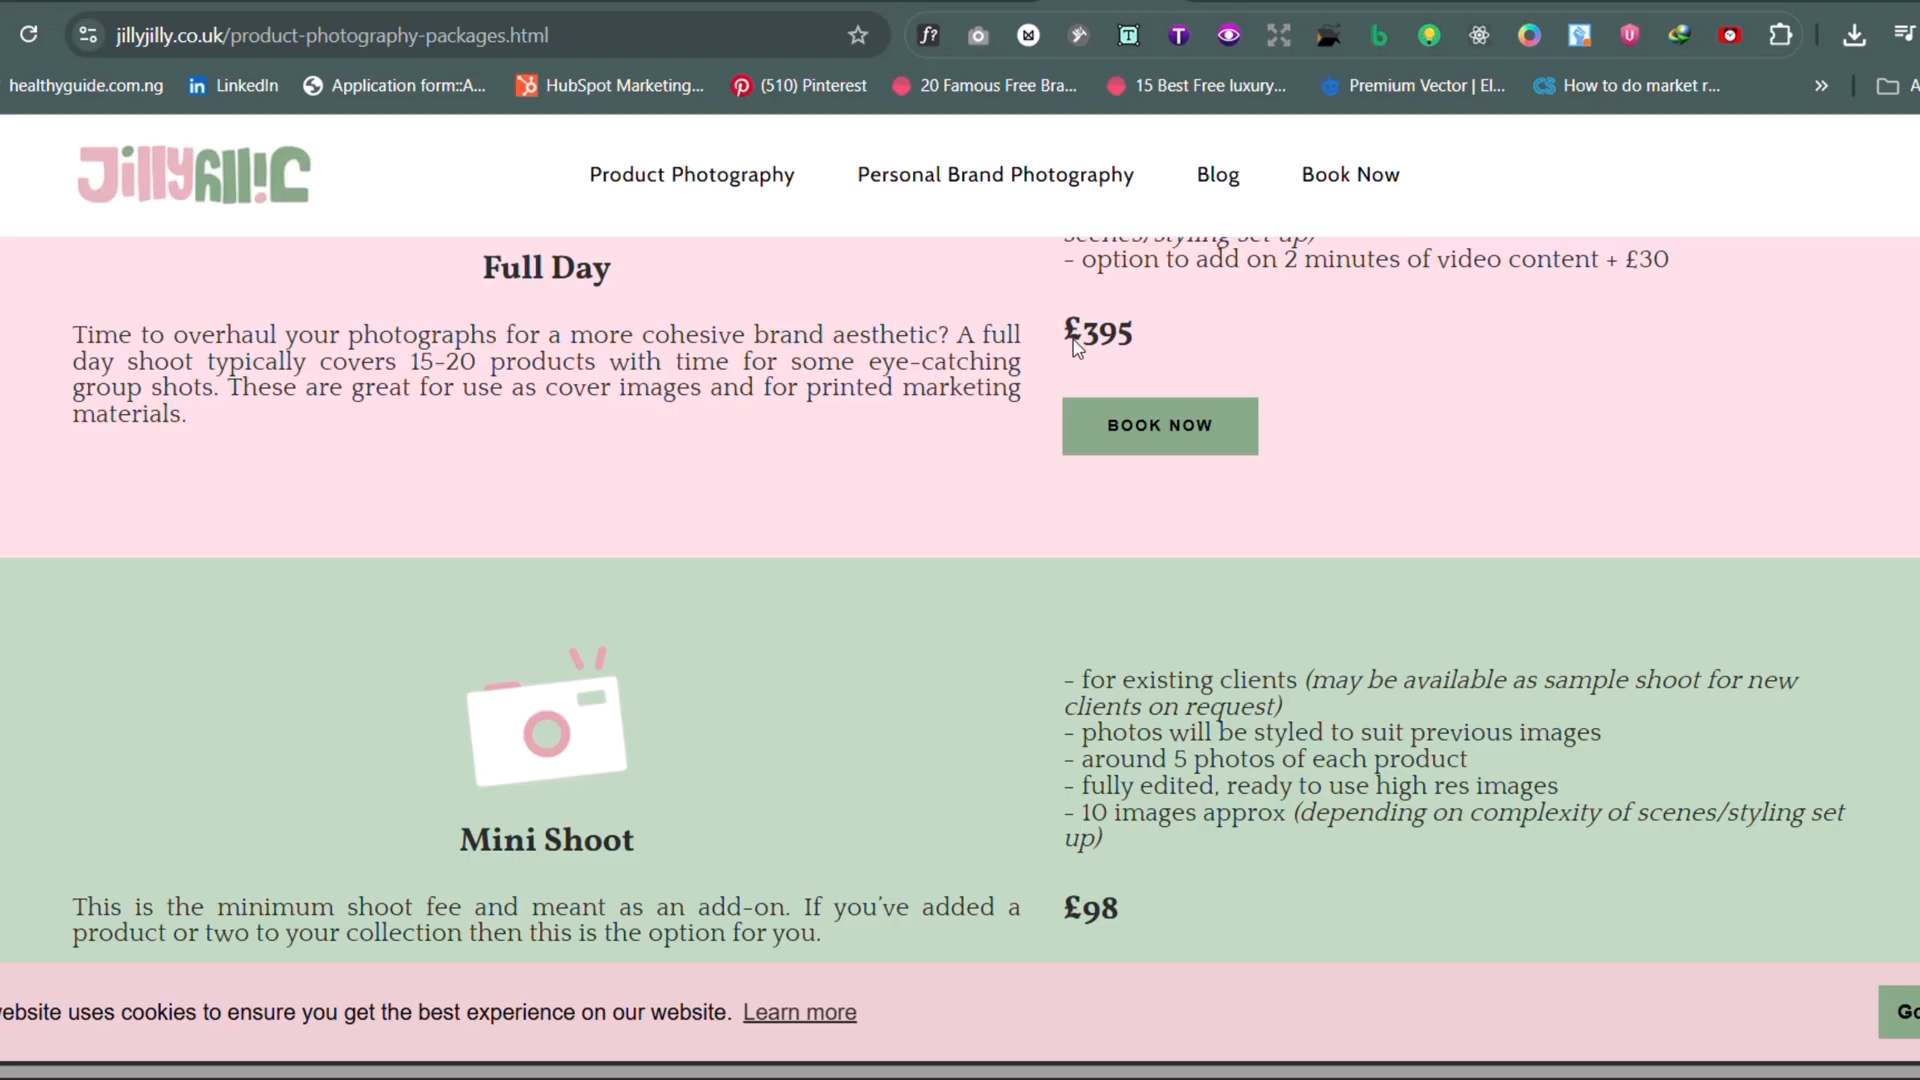 jillyjilly.co.uk/product-photography-packages.html
healthyguide.com.ng LinkedIn Application form::A... HubSpot Marketing... (510) Pinterest 20 Famous Free Bra... 15 Best Free luxury... Premium Vector | El... How to do market r... »
Jillyjilly
Product Photography Personal Brand Photography Blog Book Now
Full Day
Time to overhaul your photographs for a more cohesive brand aesthetic? A full
day shoot typically covers 15-20 products with time for some eye-catching
group shots. These are great for use as cover images and for printed marketing
materials.
scenes/styling set up)
- option to add on 2 minutes of video content + £30
£395
BOOK NOW
Mini Shoot
This is the minimum shoot fee and meant as an add-on. If you've added a
product or two to your collection then this is the option for you.
- for existing clients (may be available as sample shoot for new
clients on request)
- photos will be styled to suit previous images
- around 5 photos of each product
- fully edited, ready to use high res images
- 10 images approx (depending on complexity of scenes/styling set
up)
£98
ebsite uses cookies to ensure you get the best experience on our website. Learn more